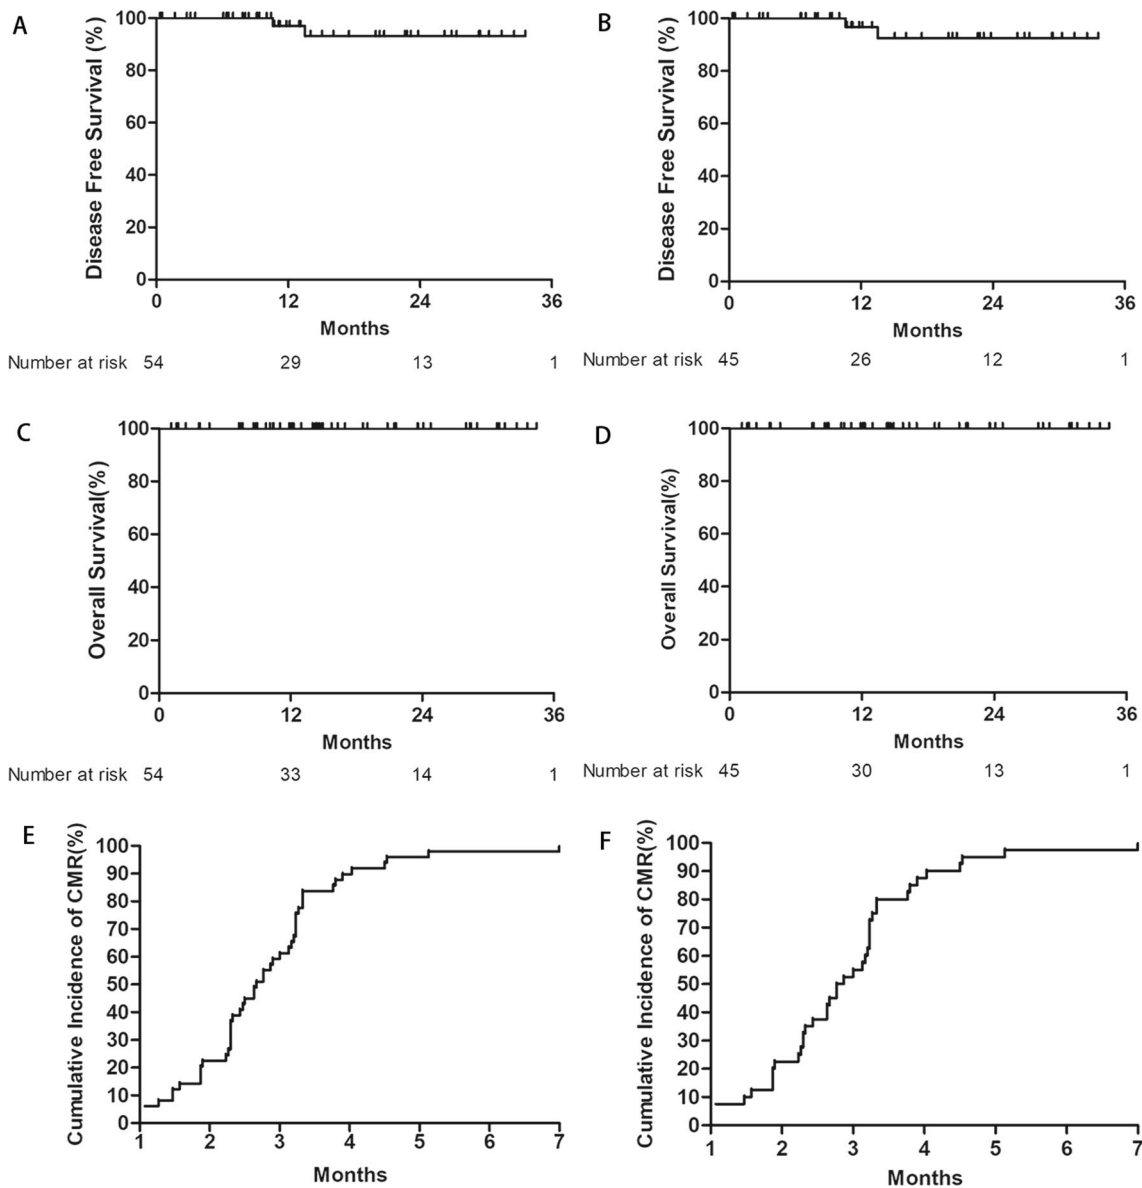 A
Disease Free Survival (%)
100
80
60
40
20
0
0 12 24 36
Months
Number at risk 54 29 13 1
B
Disease Free Survival (%)
100
80
60
40
20
0
0 12 24 36
Months
Number at risk 45 26 12 1
C
Overall Survival(%)
100
80
60
40
20
0
0 12 24 36
Months
Number at risk 54 33 14 1
D
Overall Survival(%)
100
80
60
40
20
0
0 12 24 36
Months
Number at risk 45 30 13 1
E
Cumulative Incidence of CMR(%)
100
90
80
70
60
50
40
30
20
10
0
1 2 3 4 5 6 7
Months
F
Cumulative Incidence of CMR(%)
100
90
80
70
60
50
40
30
20
10
0
1 2 3 4 5 6 7
Months